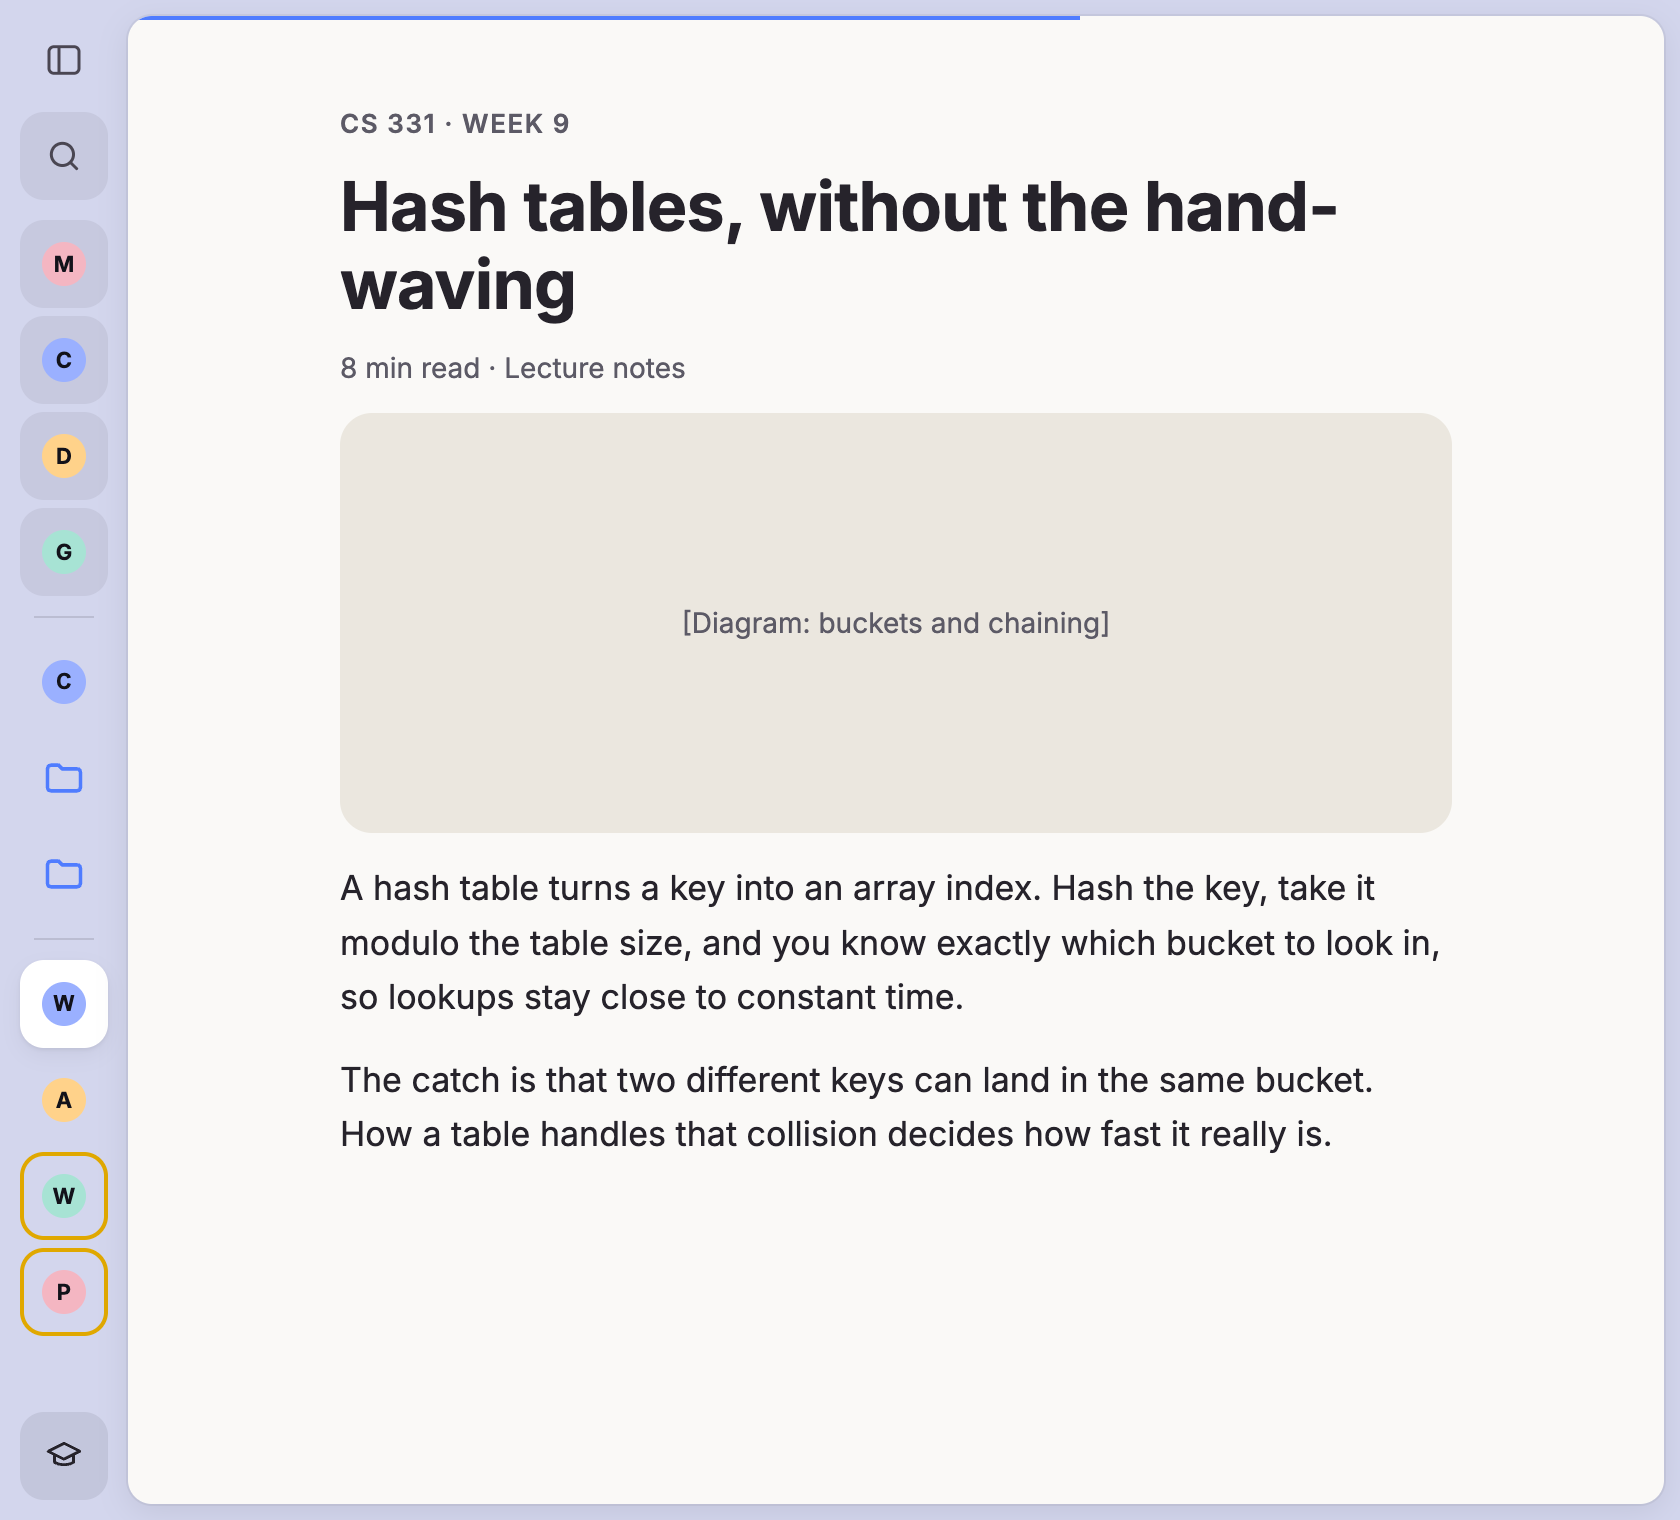 M
C
D
G
C
W
A
W
P
CS 331 · WEEK 9
Hash tables, without the hand-
waving
8 min read · Lecture notes
[Diagram: buckets and chaining]
A hash table turns a key into an array index. Hash the key, take it
modulo the table size, and you know exactly which bucket to look in,
so lookups stay close to constant time.
The catch is that two different keys can land in the same bucket.
How a table handles that collision decides how fast it really is.